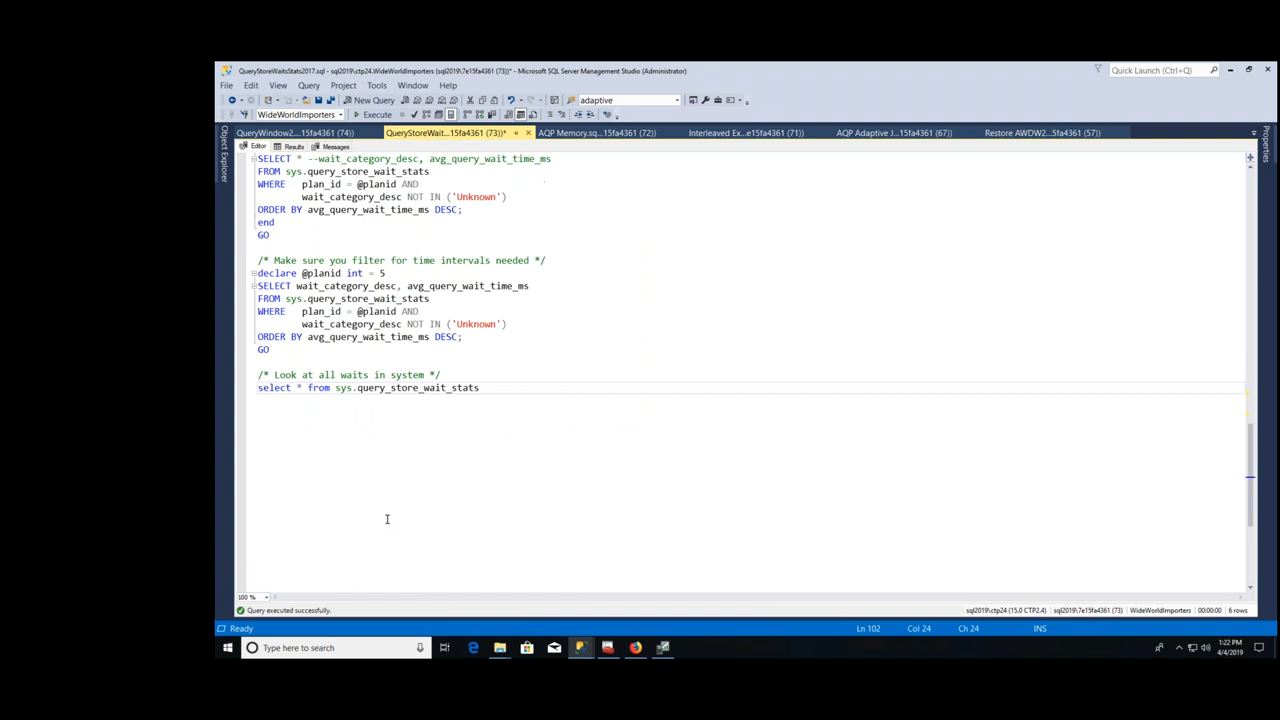 QueryStoreWaitsStats2017.sql - sql2019\ctp24.WideWorldImporters (sql2019\7e15fa4361 (73))* - Microsoft SQL Server Management Studio (Administrator)
Quick Launch (Ctrl+Q)
File Edit View Query Project Tools Window Help
New Query
adaptive
WideWorldImporters
Execute
QueryWindow2....15fa4361 (74))
QueryStoreWait...15fa4361 (73))*
AQP Memory.sq...15fa4361 (72))
Interleaved Ex...e15fa4361 (71))
AQP Adaptive J...15fa4361 (67))
Restore AWDW2...5fa4361 (57))
Object Explorer
Properties
Editor
Results
Messages
SELECT * --wait_category_desc, avg_query_wait_time_ms
FROM sys.query_store_wait_stats
WHERE plan_id = @planid AND
wait_category_desc NOT IN ('Unknown')
ORDER BY avg_query_wait_time_ms DESC;
end
GO
/* Make sure you filter for time intervals needed */
declare @planid int = 5
SELECT wait_category_desc, avg_query_wait_time_ms
FROM sys.query_store_wait_stats
WHERE plan_id = @planid AND
wait_category_desc NOT IN ('Unknown')
ORDER BY avg_query_wait_time_ms DESC;
GO
/* Look at all waits in system */
select * from sys.query_store_wait_stats
100 %
Query executed successfully.
sql2019\ctp24 (15.0 CTP2.4)
sql2019\7e15fa4361 (73)
WideWorldImporters
00:00:00
6 rows
Ready
Ln 102
Col 24
Ch 24
INS
Type here to search
1:22 PM
4/4/2019